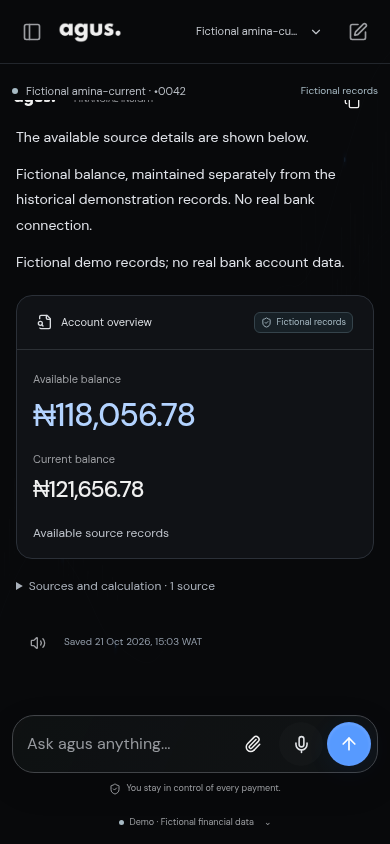 agus.
Fictional amina-cu...
Fictional amina-current · •0042
Fictional records
The available source details are shown below.
Fictional balance, maintained separately from the
historical demonstration records. No real bank
connection.
Fictional demo records; no real bank account data.
Account overview
Fictional records
Available balance
₦118,056.78
Current balance
₦121,656.78
Available source records
Sources and calculation · 1 source
Saved 21 Oct 2026, 15:03 WAT
Ask agus anything...
You stay in control of every payment.
Demo · Fictional financial data